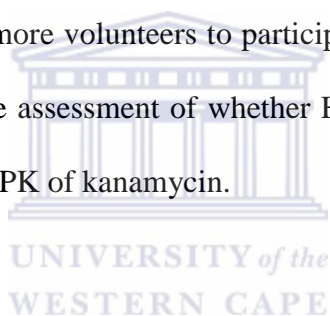 more volunteers to particip
e assessment of whether H
PK of kanamycin.
UNIVERSITY of the
WESTERN CAPE